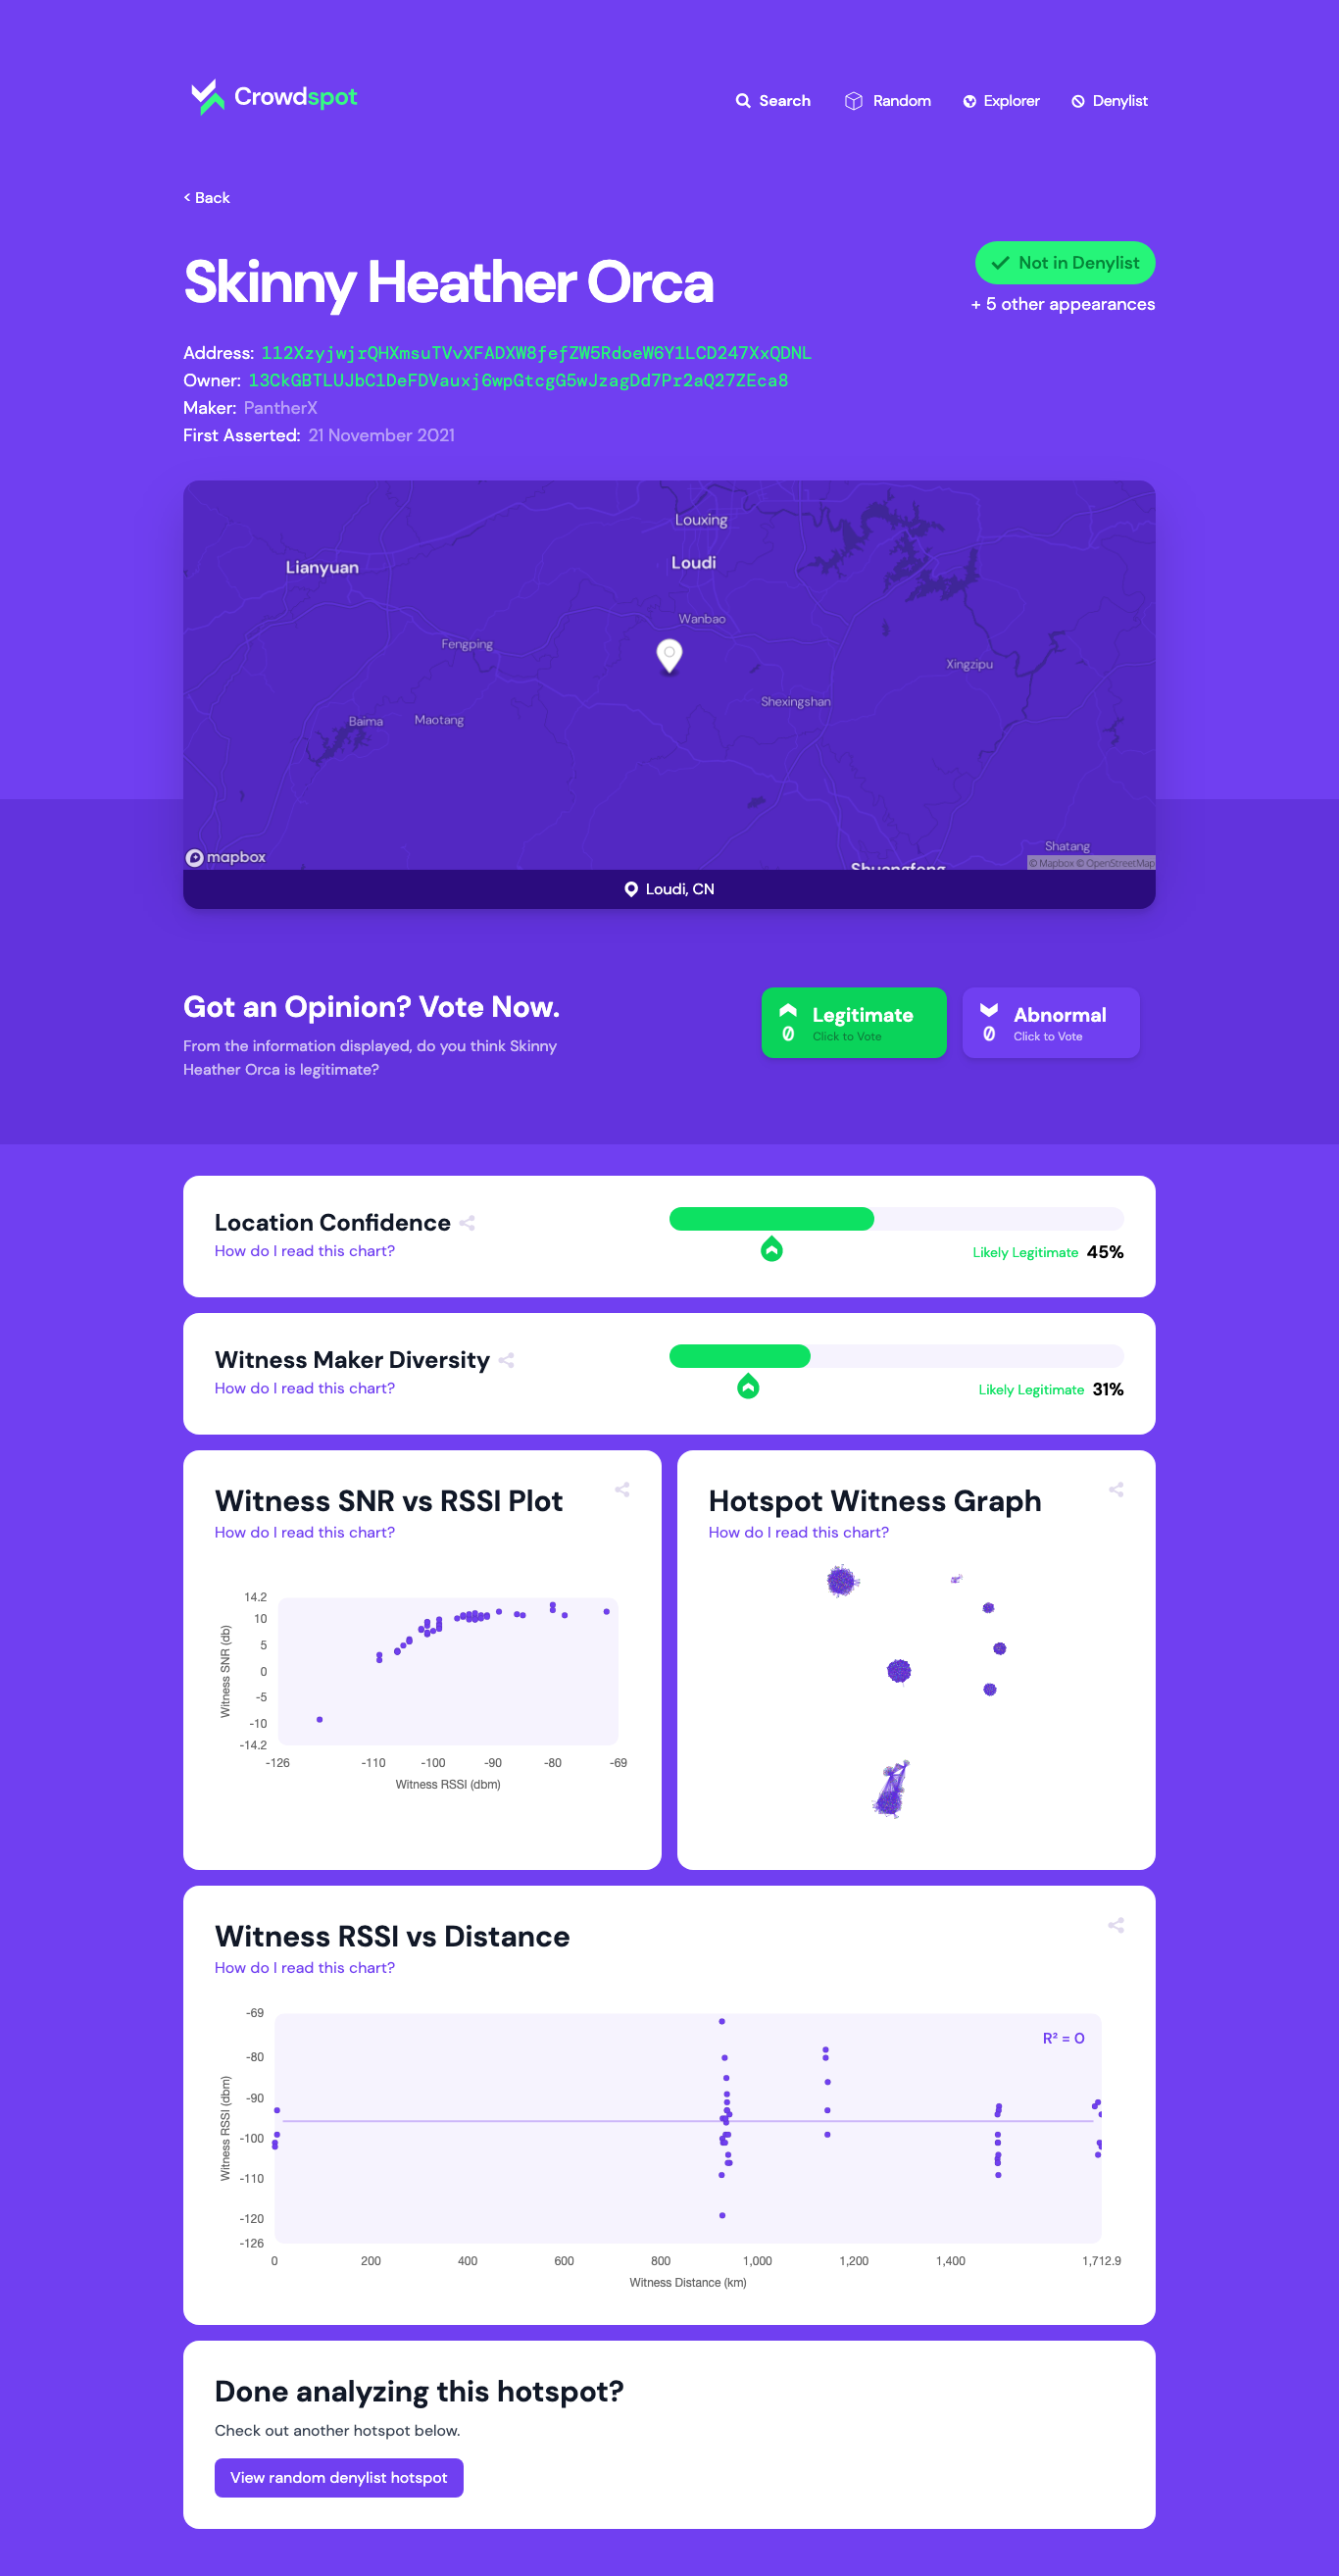 Crowdspot
Search
Random
Explorer
Denylist
< Back
Skinny Heather Orca
Not in Denylist
+ 5 other appearances
Address: 112XzyjwjrQHXmsuTVvXFADXW8fefZW5RdoeW6Y1LCD247XxQDNL
Owner: 13CkGBTLUJbC1DeFDVauxj6wpGtcgG5wJzagDd7Pr2aQ27ZEca8
Maker: PantherX
First Asserted: 21 November 2021
Louxing
Lianyuan
Loudi
Wanbao
Fengping
Xingzipu
Shexingshan
Baima
Maotang
Shatang
mapbox
© Mapbox © OpenStreetMap
Shuangfeng
Loudi, CN
Got an Opinion? Vote Now.
From the information displayed, do you think Skinny
Heather Orca is legitimate?
Legitimate
0 Click to Vote
Abnormal
0 Click to Vote
Location Confidence
How do I read this chart?
Likely Legitimate 45%
Witness Maker Diversity
How do I read this chart?
Likely Legitimate 31%
Witness SNR vs RSSI Plot
How do I read this chart?
Witness SNR (db)
14.2
10
5
0
-5
-10
-14.2
-126 -110 -100 -90 -80 -69
Witness RSSI (dbm)
Hotspot Witness Graph
How do I read this chart?
Witness RSSI vs Distance
How do I read this chart?
Witness RSSI (dbm)
-69
-80
-90
-100
-110
-120
-126
R² = 0
0 200 400 600 800 1,000 1,200 1,400 1,712.9
Witness Distance (km)
Done analyzing this hotspot?
Check out another hotspot below.
View random denylist hotspot